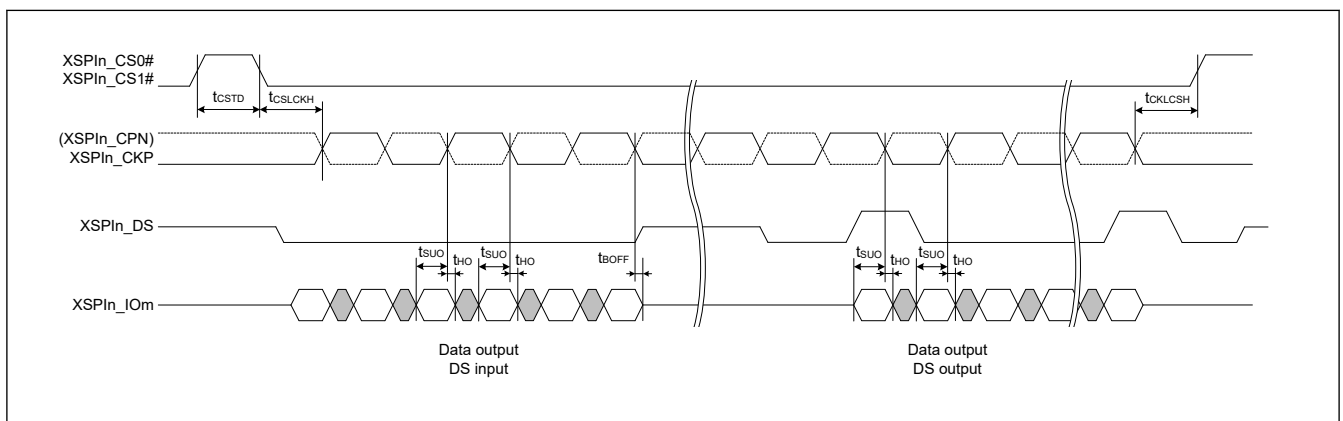 XSPIn_CS0#
XSPIn_CS1#
tCSTD
tCSLCKH
tCKLCSH
(XSPIn_CPN)
XSPIn_CKP
XSPIn_DS
tSUO
tHO
tSUO
tHO
tBOFF
tSUO
tHO
tSUO
tHO
XSPIn_IOm
Data output
DS input
Data output
DS output